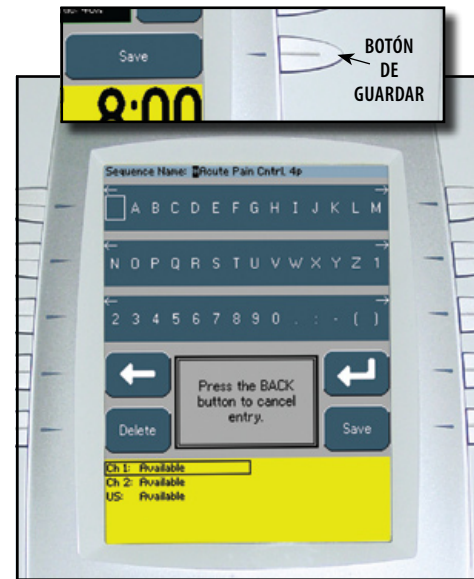 Save
BOTÓN
DE
GUARDAR
8:00
Sequence Name: Route Pain Cntrl, 4p
A B C D E F G H I J K L M
N O P Q R S T U V W X Y Z 1
2 3 4 5 6 7 8 9 0 . : - ( )
Press the BACK
button to cancel
entry.
Delete
Save
Ch 1: Available
Ch 2: Available
US: Available